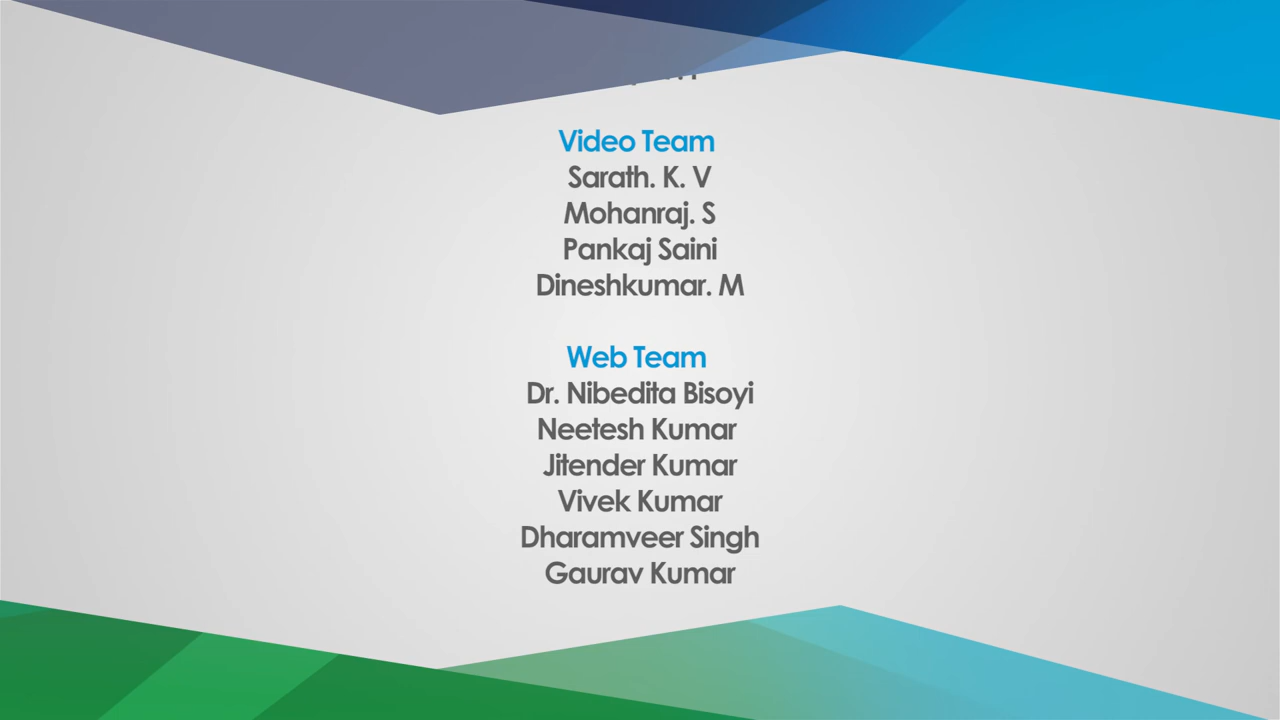 Video Team
Sarath. K. V
Mohanraj. S
Pankaj Saini
Dineshkumar. M
Web Team
Dr. Nibedita Bisoyi
Neetesh Kumar
Jitender Kumar
Vivek Kumar
Dharamveer Singh
Gaurav Kumar